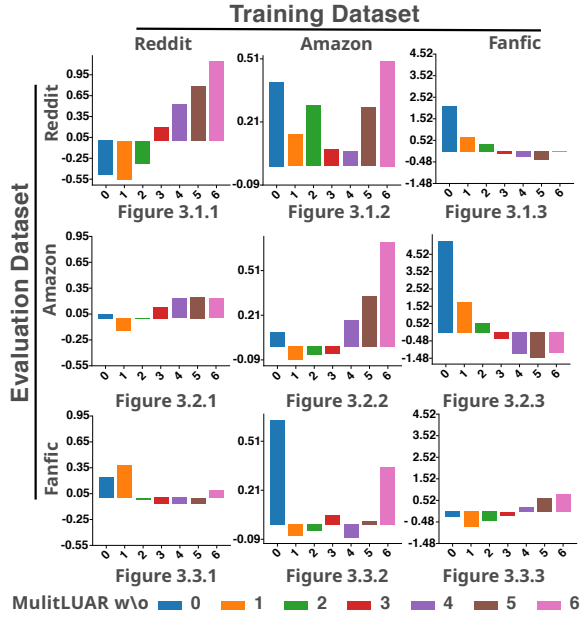 Training Dataset
Reddit Amazon Fanfic
Evaluation Dataset
Reddit
0.95
0.65
0.35
0.05
-0.25
-0.55
0 1 2 3 4 5 6
Figure 3.1.1
0.51
0.21
-0.09
0 1 2 3 4 5 6
Figure 3.1.2
4.52
3.52
2.52
1.52
0.52
-0.48
-1.48
0 1 2 3 4 5 6
Figure 3.1.3
Amazon
0.95
0.65
0.35
0.05
-0.25
-0.55
0 1 2 3 4 5 6
Figure 3.2.1
0.51
0.21
-0.09
0 1 2 3 4 5 6
Figure 3.2.2
4.52
3.52
2.52
1.52
0.52
-0.48
-1.48
0 1 2 3 4 5 6
Figure 3.2.3
Fanfic
0.95
0.65
0.35
0.05
-0.25
-0.55
0 1 2 3 4 5 6
Figure 3.3.1
0.51
0.21
-0.09
0 1 2 3 4 5 6
Figure 3.3.2
4.52
3.52
2.52
1.52
0.52
-0.48
-1.48
0 1 2 3 4 5 6
Figure 3.3.3
MulitLUAR w\o 0 1 2 3 4 5 6